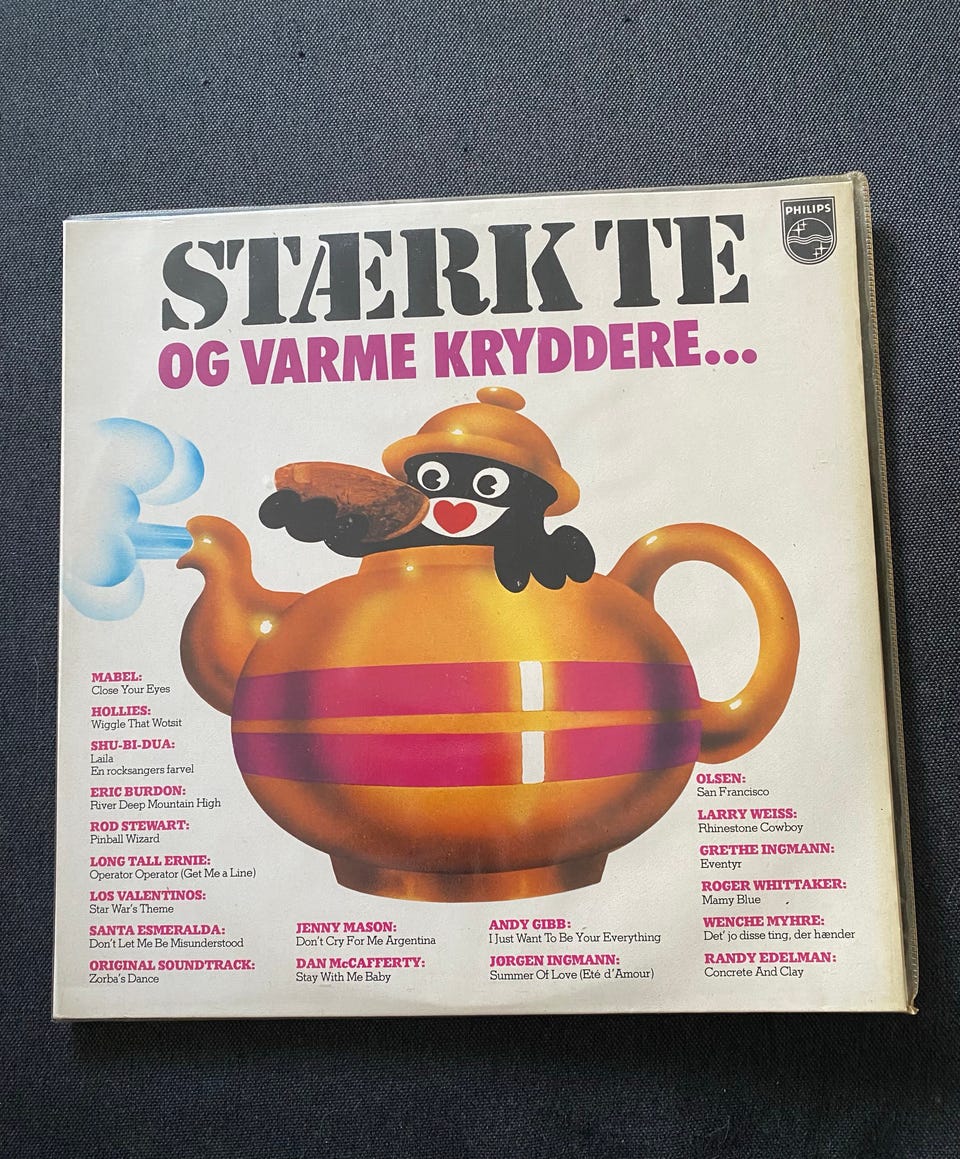 STÆRK TE
OG VARME KRYDDERE...
PHILIPS
MABEL:
Close Your Eyes
HOLLIES:
Wiggle That Wotsit
SHU-BI-DUA:
Laila
En rocksangers farvel
ERIC BURDON:
River Deep Mountain High
ROD STEWART:
Pinball Wizard
LONG TALL ERNIE:
Operator Operator (Get Me a Line)
LOS VALENTINOS:
Star War's Theme
SANTA ESMERALDA:
Don't Let Me Be Misunderstood
ORIGINAL SOUNDTRACK:
Zorba's Dance
JENNY MASON:
Don't Cry For Me Argentina
DAN McCAFFERTY:
Stay With Me Baby
ANDY GIBB:
I Just Want To Be Your Everything
JØRGEN INGMANN:
Summer Of Love (Eté d'Amour)
OLSEN:
San Francisco
LARRY WEISS:
Rhinestone Cowboy
GRETHE INGMANN:
Eventyr
ROGER WHITTAKER:
Mamy Blue
WENCHE MYHRE:
Det' jo disse ting, der hænder
RANDY EDELMAN:
Concrete And Clay